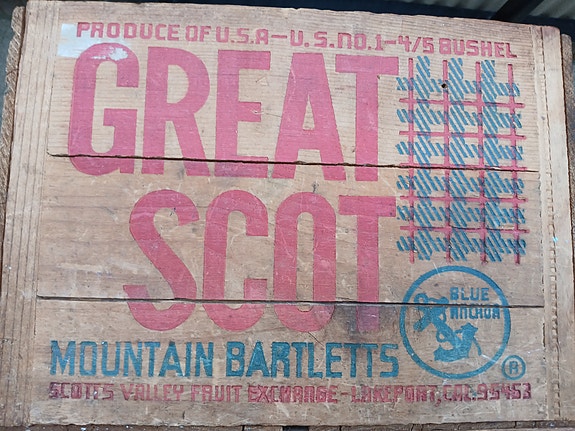 PRODUCE OF U.S.A-U.S.NO.1-4/5 BUSHEL
GREAT
SCOT
BLUE
ANCHOR
MOUNTAIN BARTLETTS
®
SCOTTS VALLEY FRUIT EXCHANGE-LAKEPORT, CAL. 95453